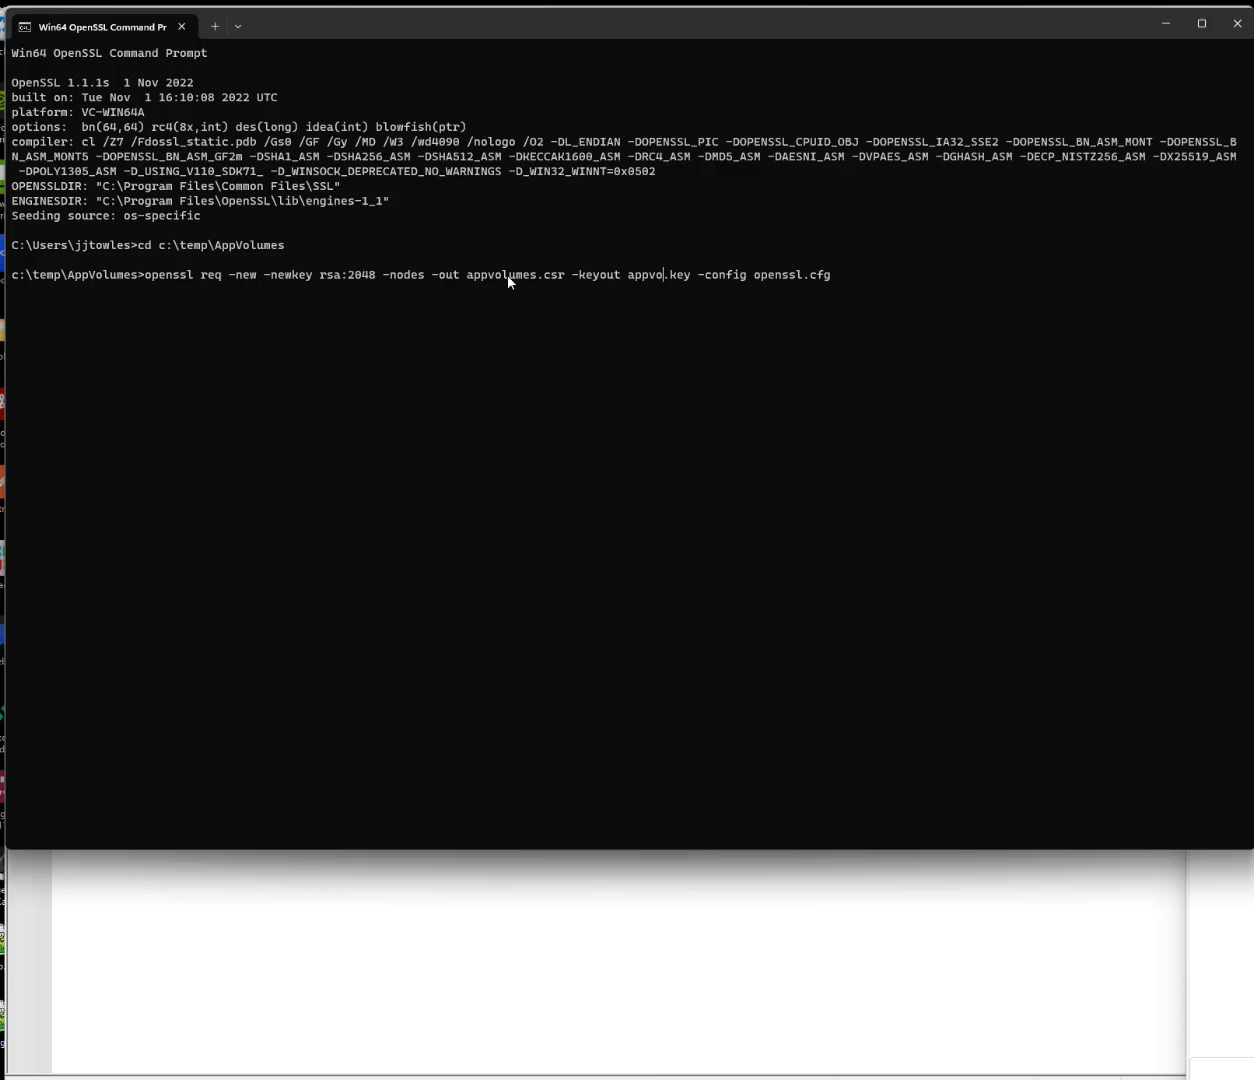 Win64 OpenSSL Command Pr
Win64 OpenSSL Command Prompt
OpenSSL 1.1.1s  1 Nov 2022
built on: Tue Nov  1 16:10:08 2022 UTC
platform: VC-WIN64A
options:  bn(64,64) rc4(8x,int) des(long) idea(int) blowfish(ptr)
compiler: cl /Z7 /Fdossl_static.pdb /Gs0 /GF /Gy /MD /W3 /wd4090 /nologo /O2 -DL_ENDIAN -DOPENSSL_PIC -DOPENSSL_CPUID_OBJ -DOPENSSL_IA32_SSE2 -DOPENSSL_BN_ASM_MONT -DOPENSSL_B
N_ASM_MONT5 -DOPENSSL_BN_ASM_GF2m -DSHA1_ASM -DSHA256_ASM -DSHA512_ASM -DKECCAK1600_ASM -DRC4_ASM -DMD5_ASM -DAESNI_ASM -DVPAES_ASM -DGHASH_ASM -DECP_NISTZ256_ASM -DX25519_ASM
-DPOLY1305_ASM -D_USING_V110_SDK71_ -D_WINSOCK_DEPRECATED_NO_WARNINGS -D_WIN32_WINNT=0x0502
OPENSSLDIR: "C:\Program Files\Common Files\SSL"
ENGINESDIR: "C:\Program Files\OpenSSL\lib\engines-1_1"
Seeding source: os-specific
C:\Users\jjtowles>cd c:\temp\AppVolumes
c:\temp\AppVolumes>openssl req -new -newkey rsa:2048 -nodes -out appvolumes.csr -keyout appvo.key -config openssl.cfg